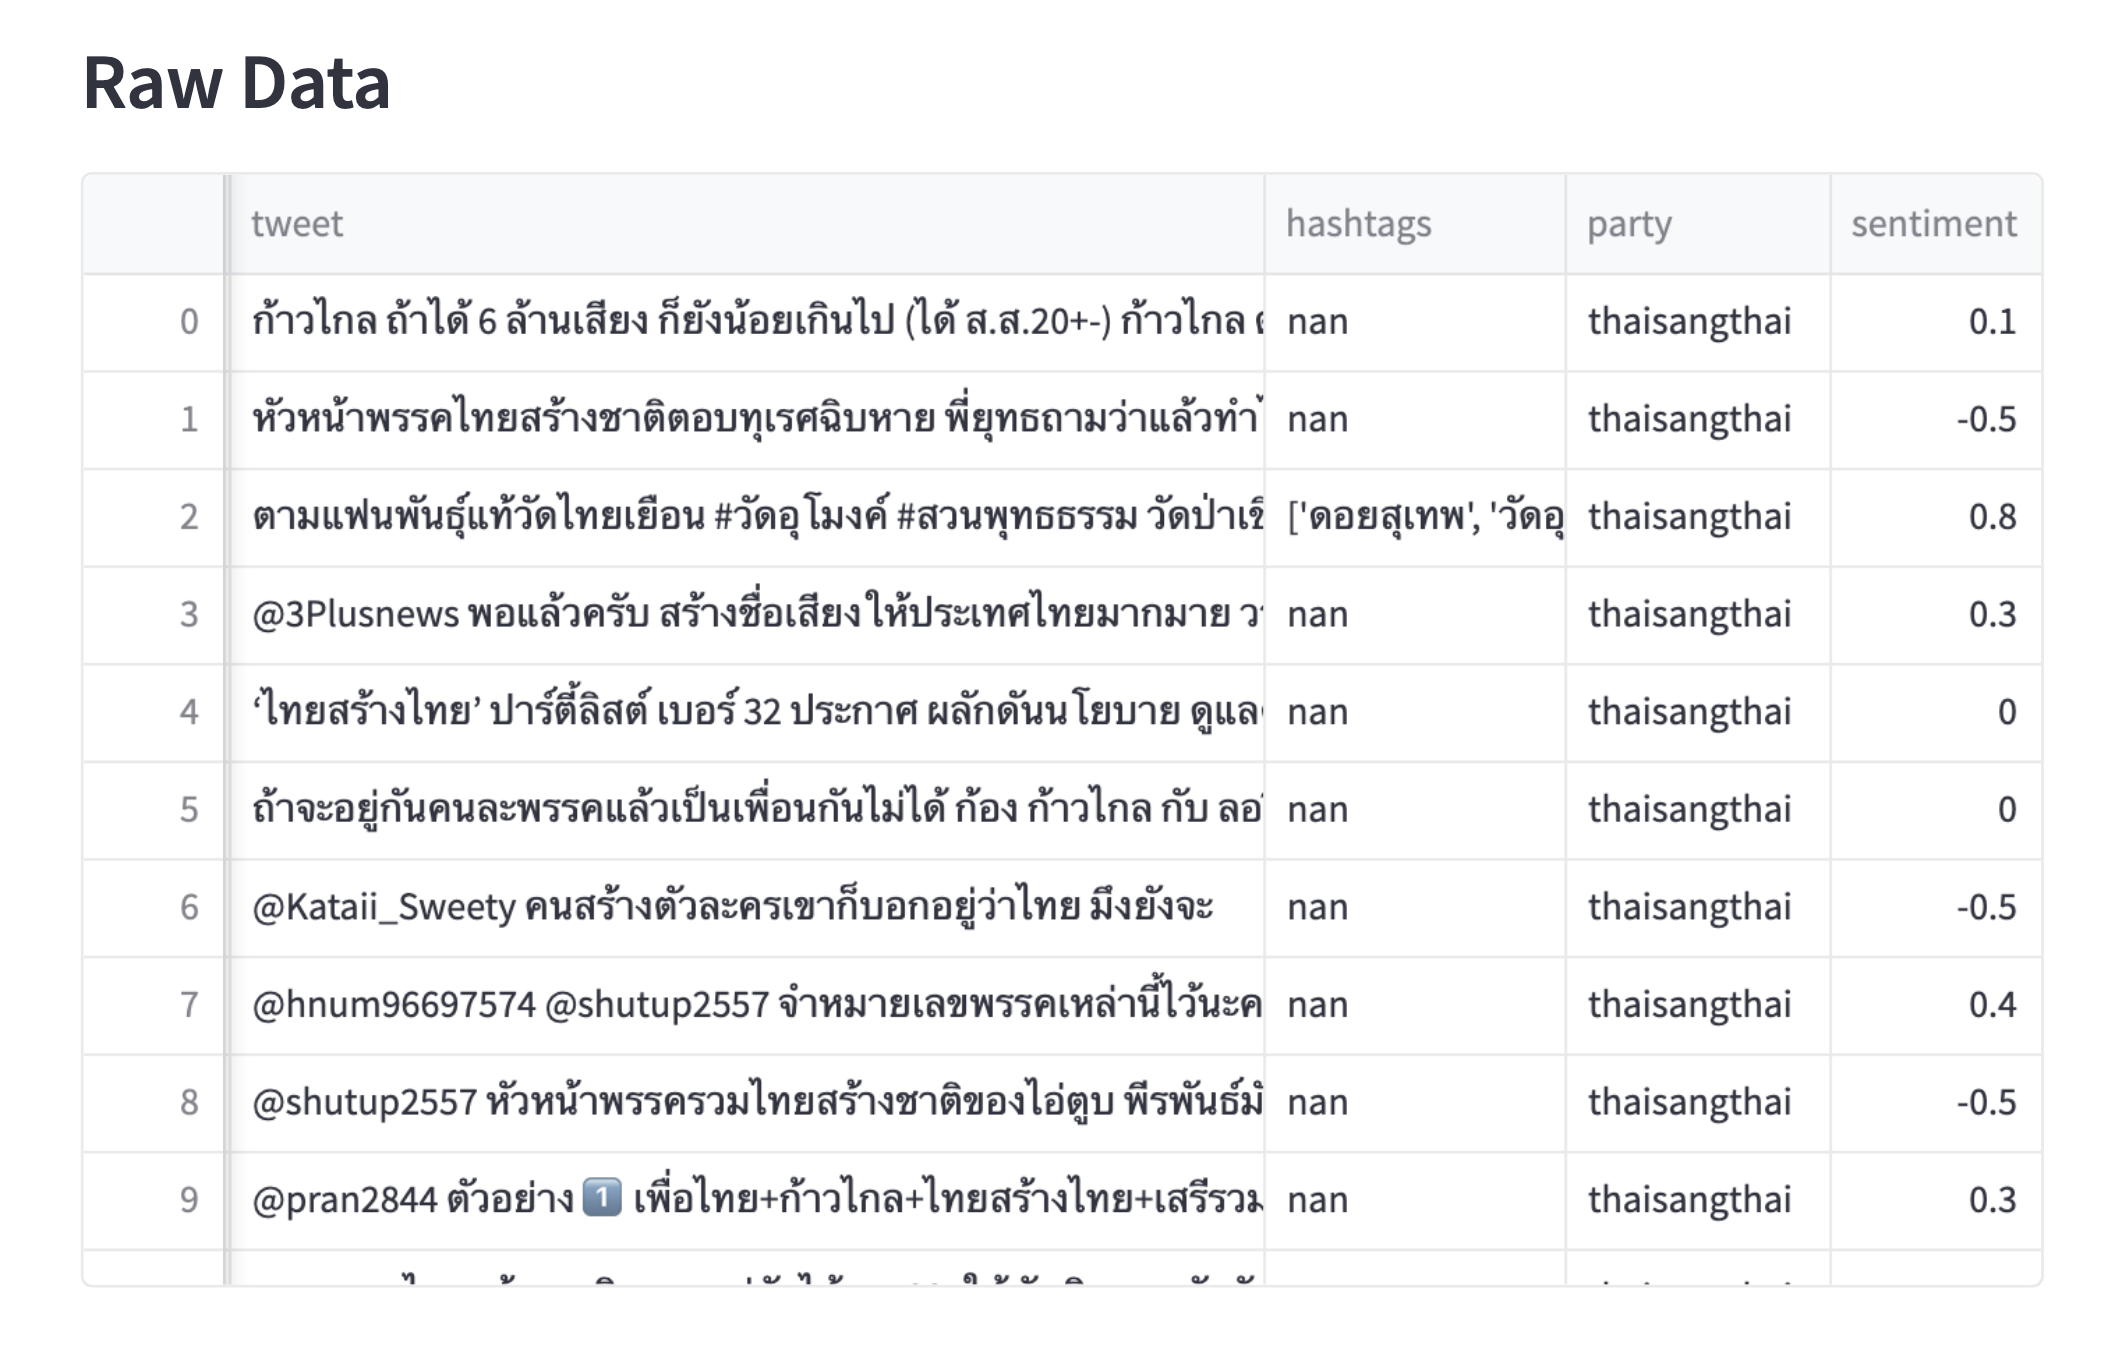 Raw Data
tweet hashtags party sentiment
0 ก้าวไกล ถ้าได้ 6 ล้านเสียง ก็ยังน้อยเกินไป (ได้ ส.ส.20+-) ก้าวไกล nan thaisangthai 0.1
1 หัวหน้าพรรคไทยสร้างชาติตอบทุเรศฉิบหาย พี่ยุทธถามว่าแล้วทำ nan thaisangthai -0.5
2 ตามแฟนพันธุ์แท้วัดไทยเยือน #วัดอุโมงค์ #สวนพุทธธรรม วัดป่าเชิ ['ดอยสุเทพ', 'วัดอุ thaisangthai 0.8
3 @3Plusnews พอแล้วครับ สร้างชื่อเสียงให้ประเทศไทยมากมาย nan thaisangthai 0.3
4 ‘ไทยสร้างไทย’ ปาร์ตี้ลิสต์ เบอร์ 32 ประกาศ ผลักดันนโยบาย ดูแล nan thaisangthai 0
5 ถ้าจะอยู่กันคนละพรรคแล้วเป็นเพื่อนกันไม่ได้ ก้อง ก้าวไกล กับ ลอ nan thaisangthai 0
6 @Kataii_Sweety คนสร้างตัวละครเขาก็บอกอยู่ว่าไทย มึงยังจะ nan thaisangthai -0.5
7 @hnum96697574 @shutup2557 จำหมายเลขพรรคเหล่านี้ไว้นะค nan thaisangthai 0.4
8 @shutup2557 หัวหน้าพรรครวมไทยสร้างชาติของไอ่ตูบ พีรพันธ์มั nan thaisangthai -0.5
9 @pran2844 ตัวอย่าง 1️⃣ เพื่อไทย+ก้าวไกล+ไทยสร้างไทย+เสรีรวม nan thaisangthai 0.3